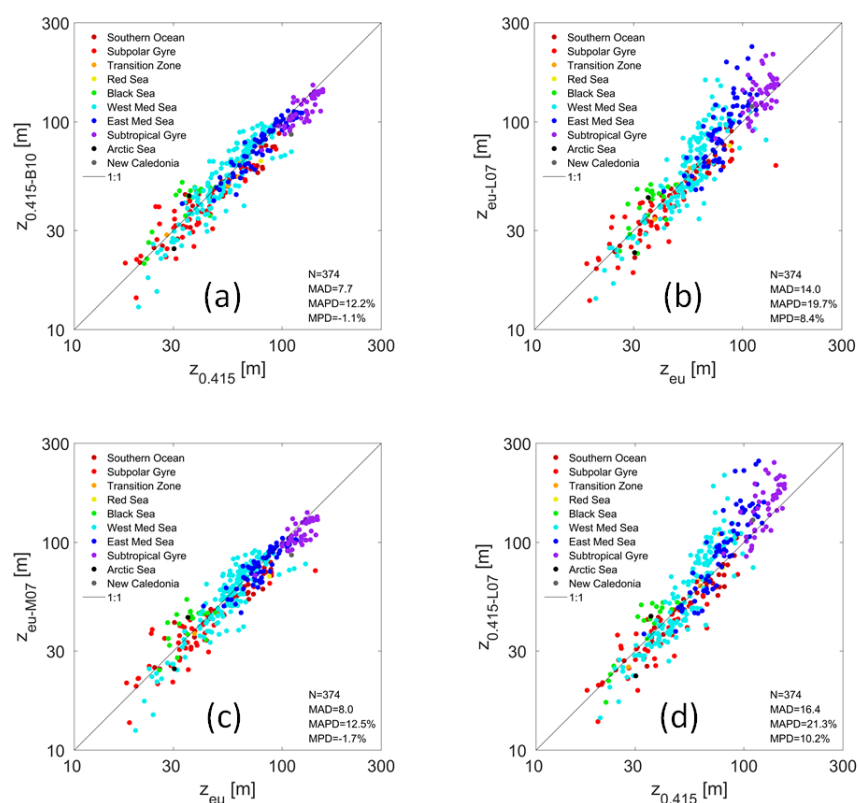 300
Southern Ocean
Subpolar Gyre
Transition Zone
Red Sea
Black Sea
West Med Sea
East Med Sea
Subtropical Gyre
Arctic Sea
New Caledonia
1:1
100
30
10
z0.415-B10 [m]
N=374
MAD=7.7
MAPD=12.2%
MPD=-1.1%
(a)
10 30 100 300
z0.415 [m]
300
Southern Ocean
Subpolar Gyre
Transition Zone
Red Sea
Black Sea
West Med Sea
East Med Sea
Subtropical Gyre
Arctic Sea
New Caledonia
1:1
100
30
10
zeu-L07 [m]
N=374
MAD=14.0
MAPD=19.7%
MPD=8.4%
(b)
10 30 100 300
zeu [m]
300
Southern Ocean
Subpolar Gyre
Transition Zone
Red Sea
Black Sea
West Med Sea
East Med Sea
Subtropical Gyre
Arctic Sea
New Caledonia
1:1
100
30
10
zeu-M07 [m]
N=374
MAD=8.0
MAPD=12.5%
MPD=-1.7%
(c)
10 30 100 300
zeu [m]
300
Southern Ocean
Subpolar Gyre
Transition Zone
Red Sea
Black Sea
West Med Sea
East Med Sea
Subtropical Gyre
Arctic Sea
New Caledonia
1:1
100
30
10
z0.415-L07 [m]
N=374
MAD=16.4
MAPD=21.3%
MPD=10.2%
(d)
10 30 100 300
z0.415 [m]